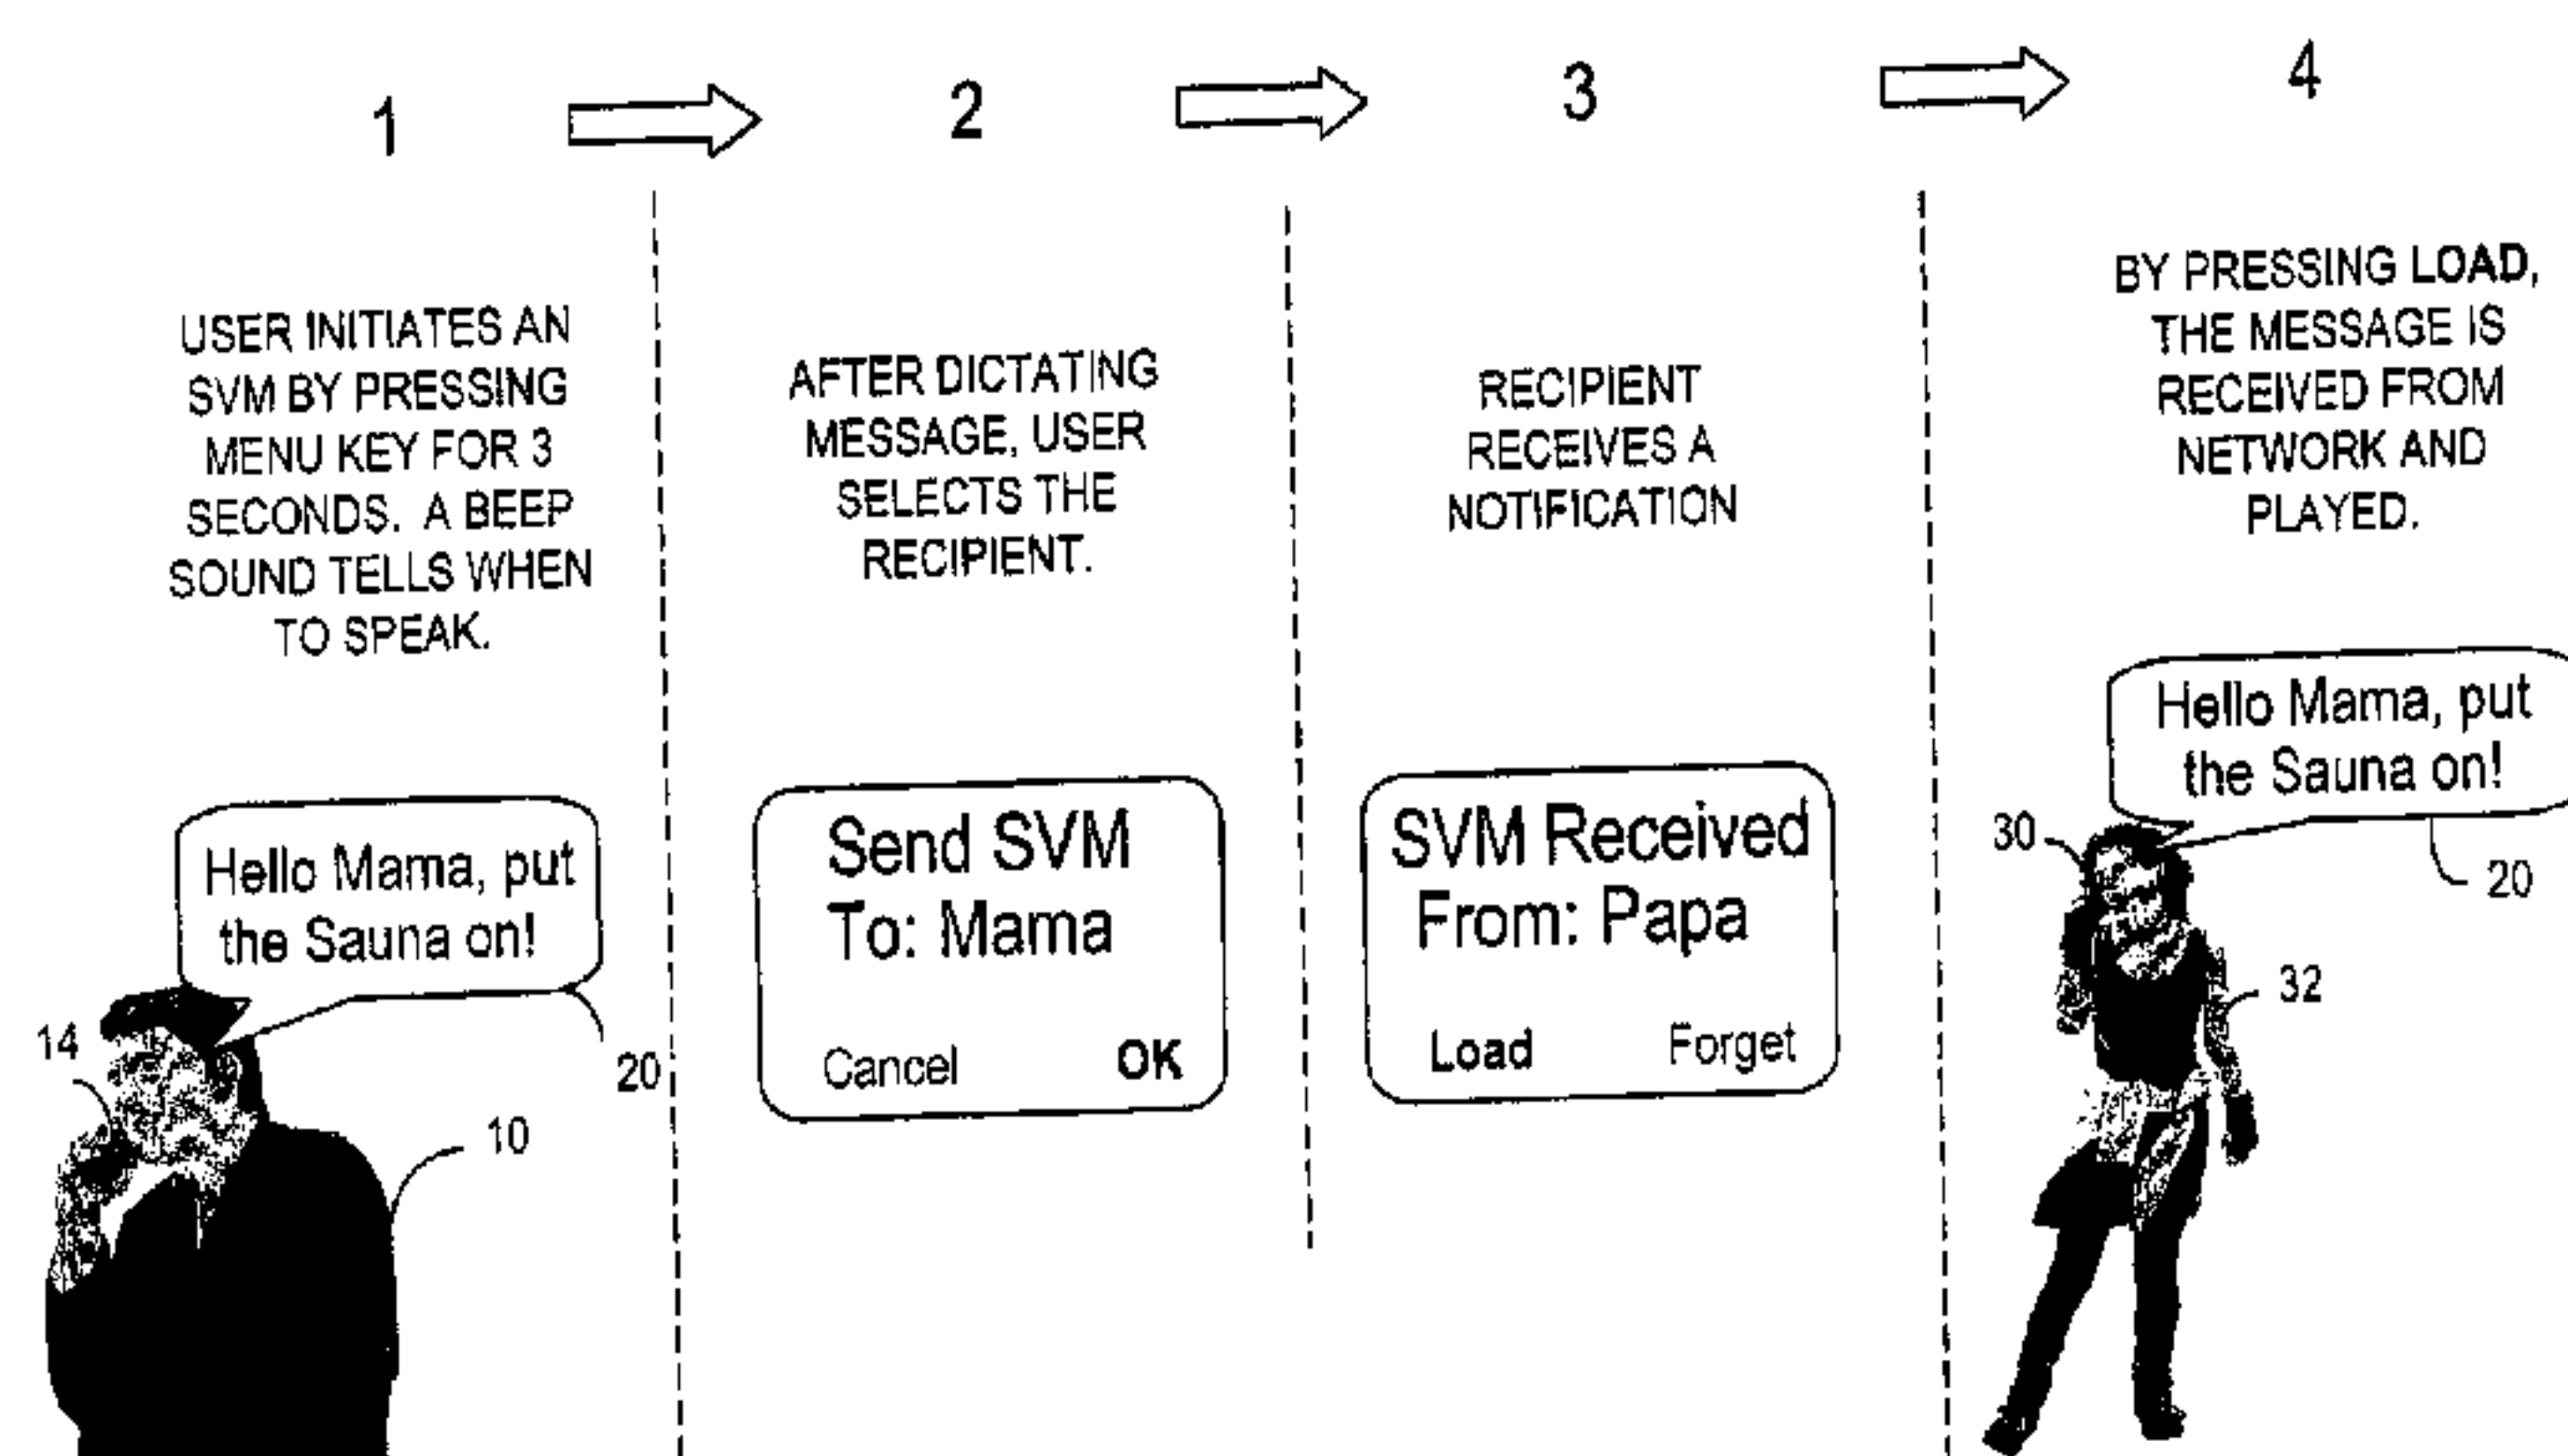 1
2
3
4
USER INITIATES AN
SVM BY PRESSING
MENU KEY FOR 3
SECONDS. A BEEP
SOUND TELLS WHEN
TO SPEAK.
AFTER DICTATING
MESSAGE, USER
SELECTS THE
RECIPIENT.
RECIPIENT
RECEIVES A
NOTIFICATION
BY PRESSING LOAD,
THE MESSAGE IS
RECEIVED FROM
NETWORK AND
PLAYED.
Hello Mama, put
the Sauna on!
14
20
10
Send SVM
To: Mama
Cancel OK
SVM Received
From: Papa
Load Forget
Hello Mama, put
the Sauna on!
30
20
32